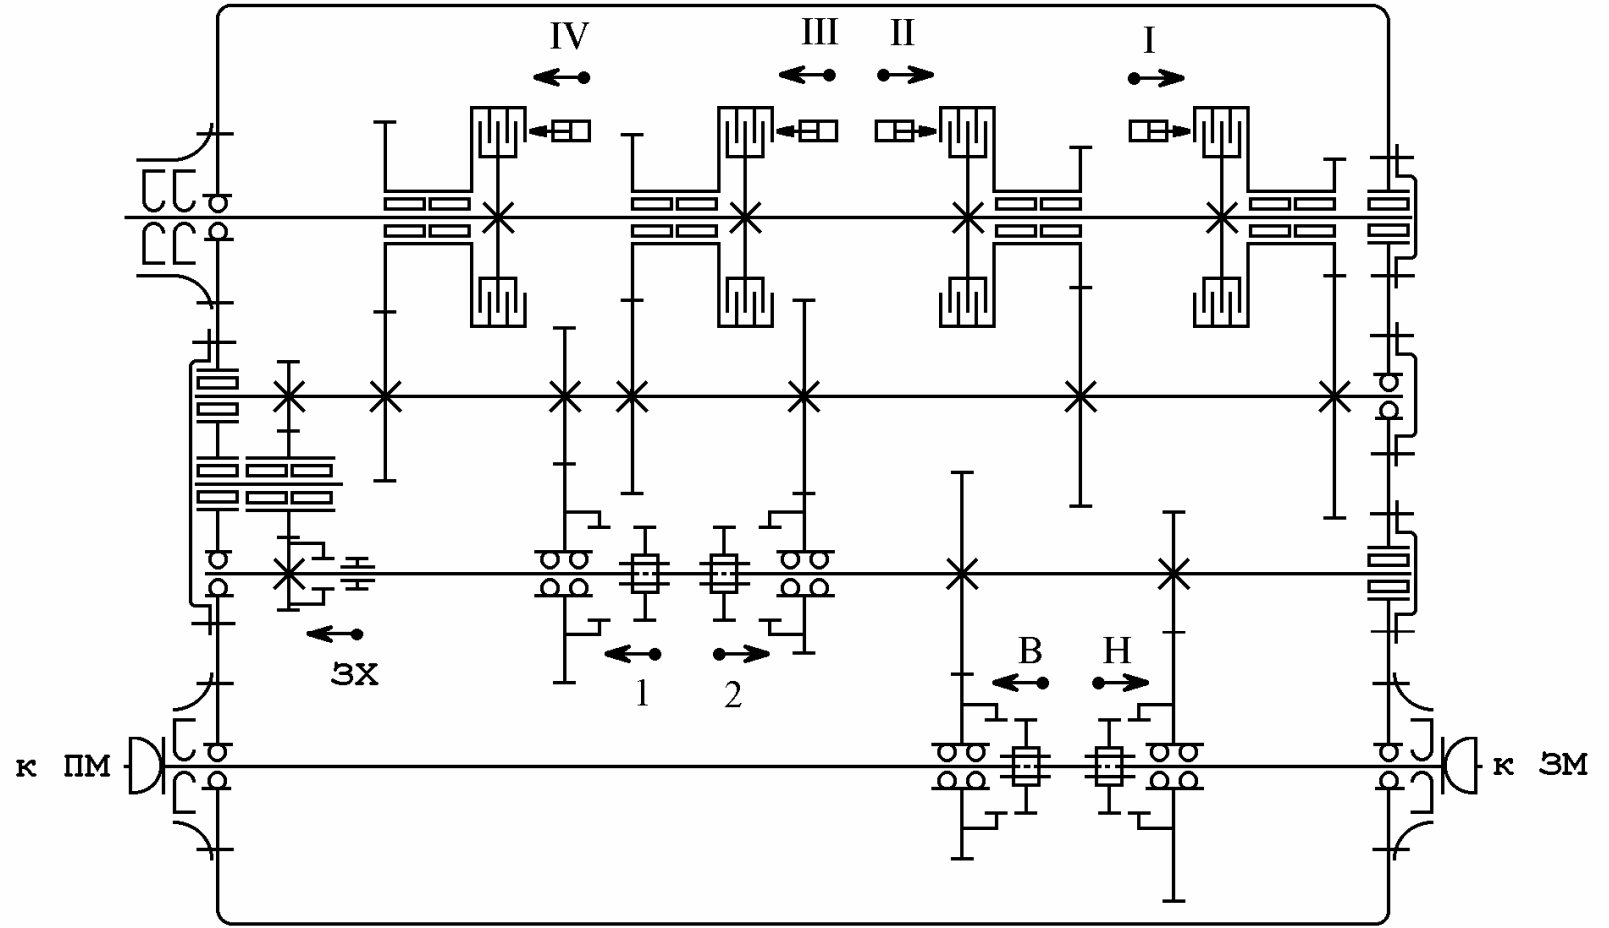 IV III II I
ЗХ
1 2
В Н
к ПМ
к ЗМ